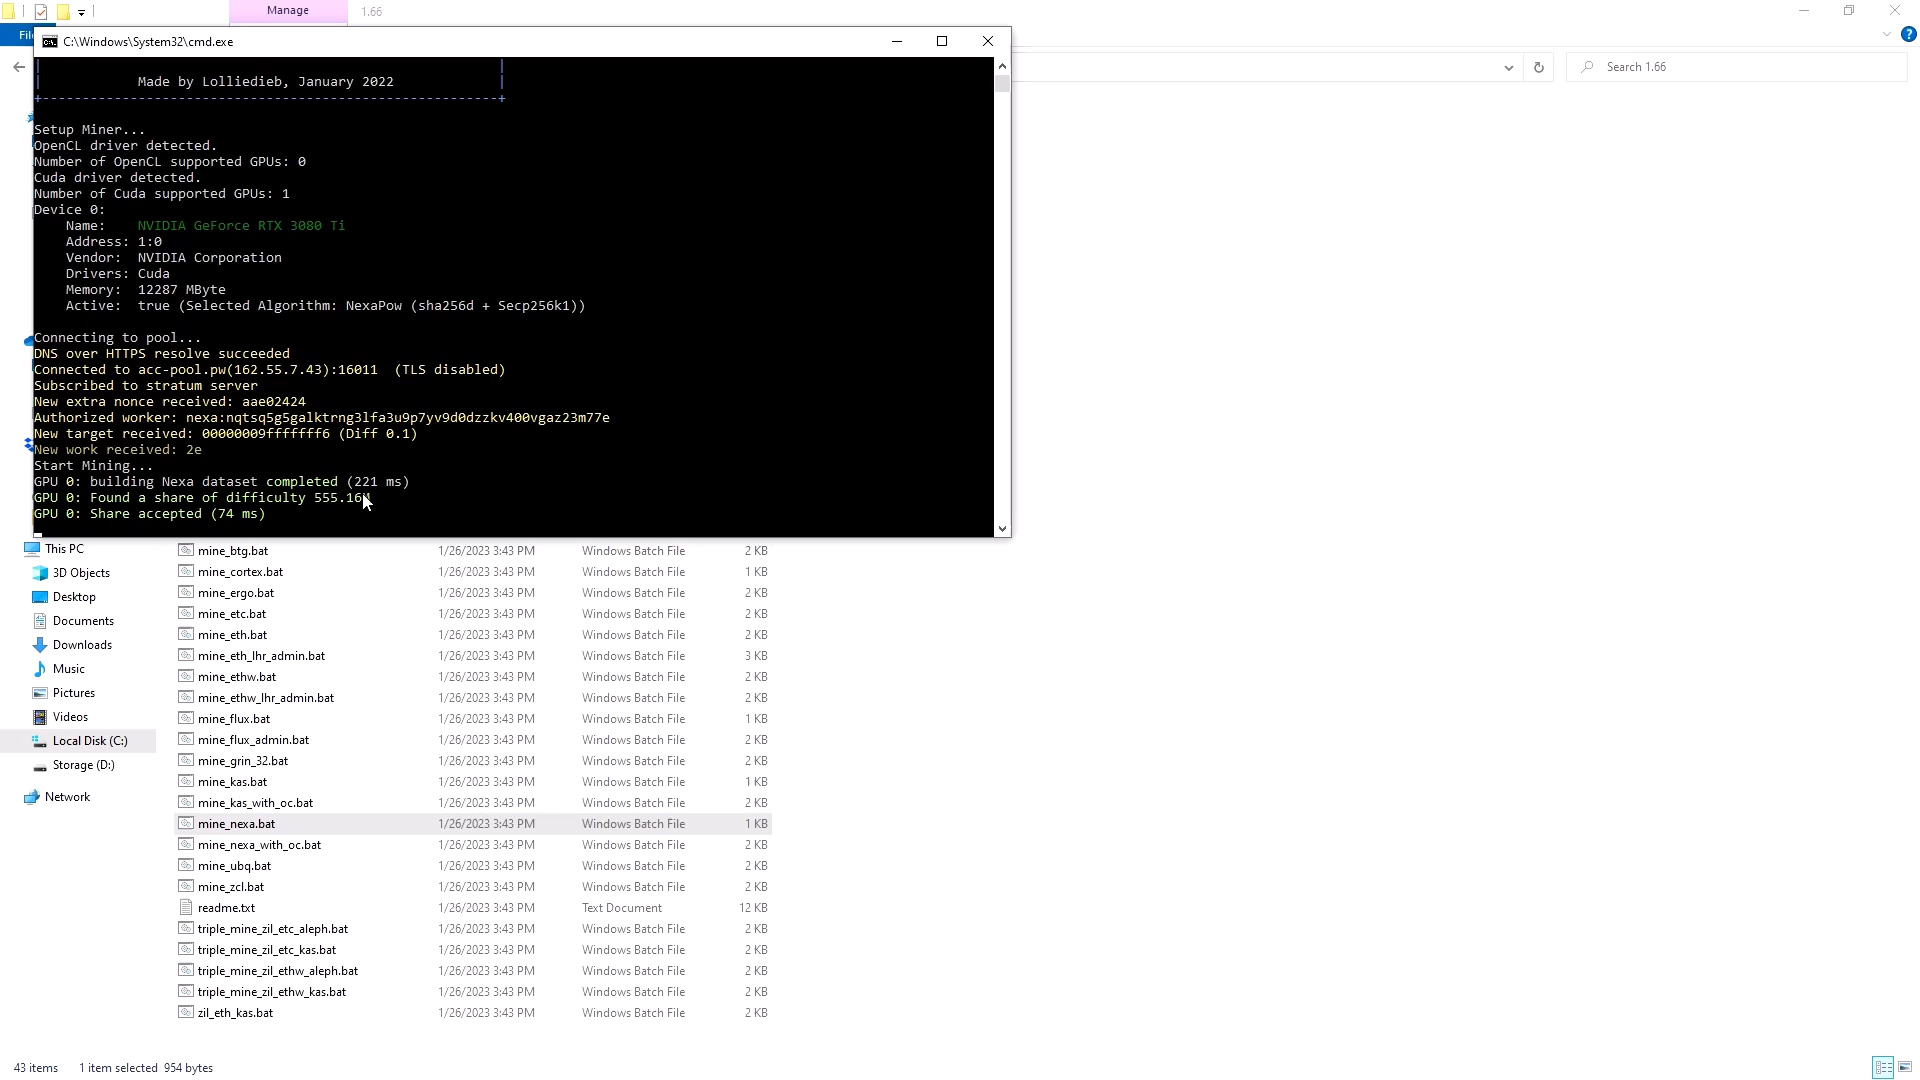 Manage
1.66
C:\Windows\System32\cmd.exe
Search 1.66
| Made by Lolliedieb, January 2022 |
+----------------------------------------------------------+
Setup Miner...
OpenCL driver detected.
Number of OpenCL supported GPUs: 0
Cuda driver detected.
Number of Cuda supported GPUs: 1
Device 0:
Name: NVIDIA GeForce RTX 3080 Ti
Address: 1:0
Vendor: NVIDIA Corporation
Drivers: Cuda
Memory: 12287 MByte
Active: true (Selected Algorithm: NexaPow (sha256d + Secp256k1))
Connecting to pool...
DNS over HTTPS resolve succeeded
Connected to acc-pool.pw(162.55.7.43):16011 (TLS disabled)
Subscribed to stratum server
New extra nonce received: aae02424
Authorized worker: nexa:nqtsq5g5galktrng3lfa3u9p7yv9d0dzzkv400vgaz23m77e
New target received: 00000009fffffff6 (Diff 0.1)
New work received: 2e
Start Mining...
GPU 0: building Nexa dataset completed (221 ms)
GPU 0: Found a share of difficulty
GPU 0: Share accepted (74 ms)
This PC
3D Objects
Desktop
Documents
Downloads
Music
Pictures
Videos
Local Disk (C:)
Storage (D:)
Network
mine_btg.bat 1/26/2023 3:43 PM Windows Batch File 2 KB
mine_cortex.bat 1/26/2023 3:43 PM Windows Batch File 1 KB
mine_ergo.bat 1/26/2023 3:43 PM Windows Batch File 2 KB
mine_etc.bat 1/26/2023 3:43 PM Windows Batch File 2 KB
mine_eth.bat 1/26/2023 3:43 PM Windows Batch File 2 KB
mine_eth_lhr_admin.bat 1/26/2023 3:43 PM Windows Batch File 3 KB
mine_ethw.bat 1/26/2023 3:43 PM Windows Batch File 2 KB
mine_ethw_lhr_admin.bat 1/26/2023 3:43 PM Windows Batch File 2 KB
mine_flux.bat 1/26/2023 3:43 PM Windows Batch File 1 KB
mine_flux_admin.bat 1/26/2023 3:43 PM Windows Batch File 2 KB
mine_grin_32.bat 1/26/2023 3:43 PM Windows Batch File 2 KB
mine_kas.bat 1/26/2023 3:43 PM Windows Batch File 1 KB
mine_kas_with_oc.bat 1/26/2023 3:43 PM Windows Batch File 2 KB
mine_nexa.bat 1/26/2023 3:43 PM Windows Batch File 1 KB
mine_nexa_with_oc.bat 1/26/2023 3:43 PM Windows Batch File 2 KB
mine_ubq.bat 1/26/2023 3:43 PM Windows Batch File 2 KB
mine_zcl.bat 1/26/2023 3:43 PM Windows Batch File 2 KB
readme.txt 1/26/2023 3:43 PM Text Document 12 KB
triple_mine_zil_etc_aleph.bat 1/26/2023 3:43 PM Windows Batch File 2 KB
triple_mine_zil_etc_kas.bat 1/26/2023 3:43 PM Windows Batch File 2 KB
triple_mine_zil_ethw_aleph.bat 1/26/2023 3:43 PM Windows Batch File 2 KB
triple_mine_zil_ethw_kas.bat 1/26/2023 3:43 PM Windows Batch File 2 KB
zil_eth_kas.bat 1/26/2023 3:43 PM Windows Batch File 2 KB
43 items 1 item selected 954 bytes